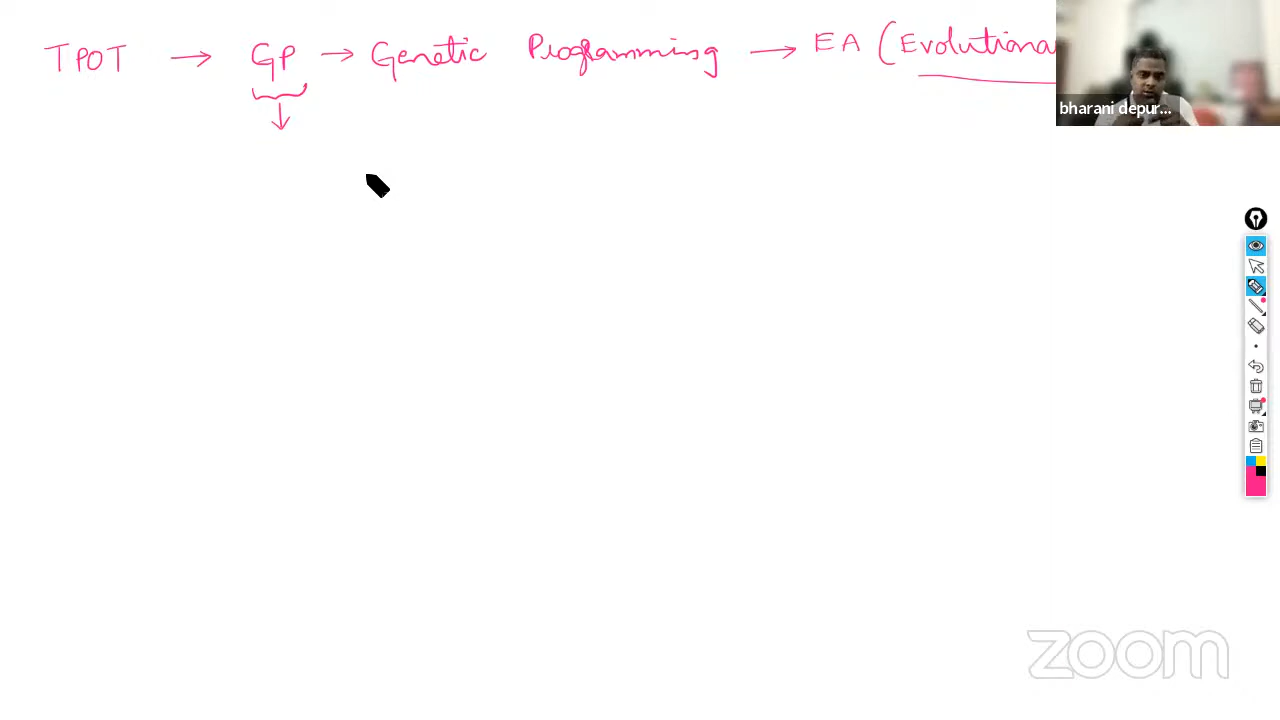 TPOT → GP → Genetic Programming → EA (Evolutiona
bharani depur...
zoom